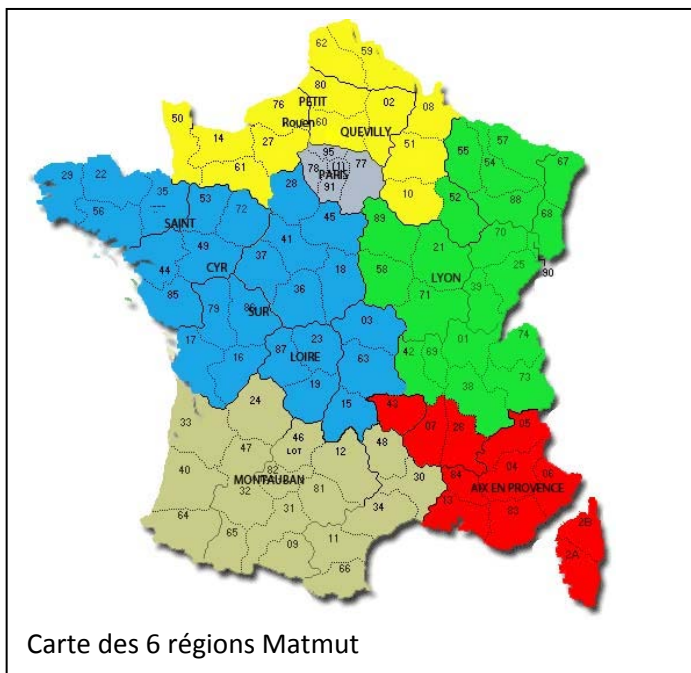 62 59
80 02 08
76 PETIT
Rouen 60 QUEVILLY
50 14 27 51
61 95 (1) 77
78 PARIS
91 10
55 57 67
54
88 68
52
29 22 35 53 28
56 72 45
SAINT 41
49
44 CYR 37 18
85 36
79 86 SUR
17 03
87 23
16 LOIRE 63
19
15
89 21 70
58 LYON 25 90
71 39
42 69 01 74
38 73
24
33 46 12 48
47 LOT
40 82
MONTAUBAN 30
32 81
31 34
64 65 11
09
66
43
07 26 05
84 04 06
13 AIX EN PROVENCE
83
2B
2A
Carte des 6 régions Matmut